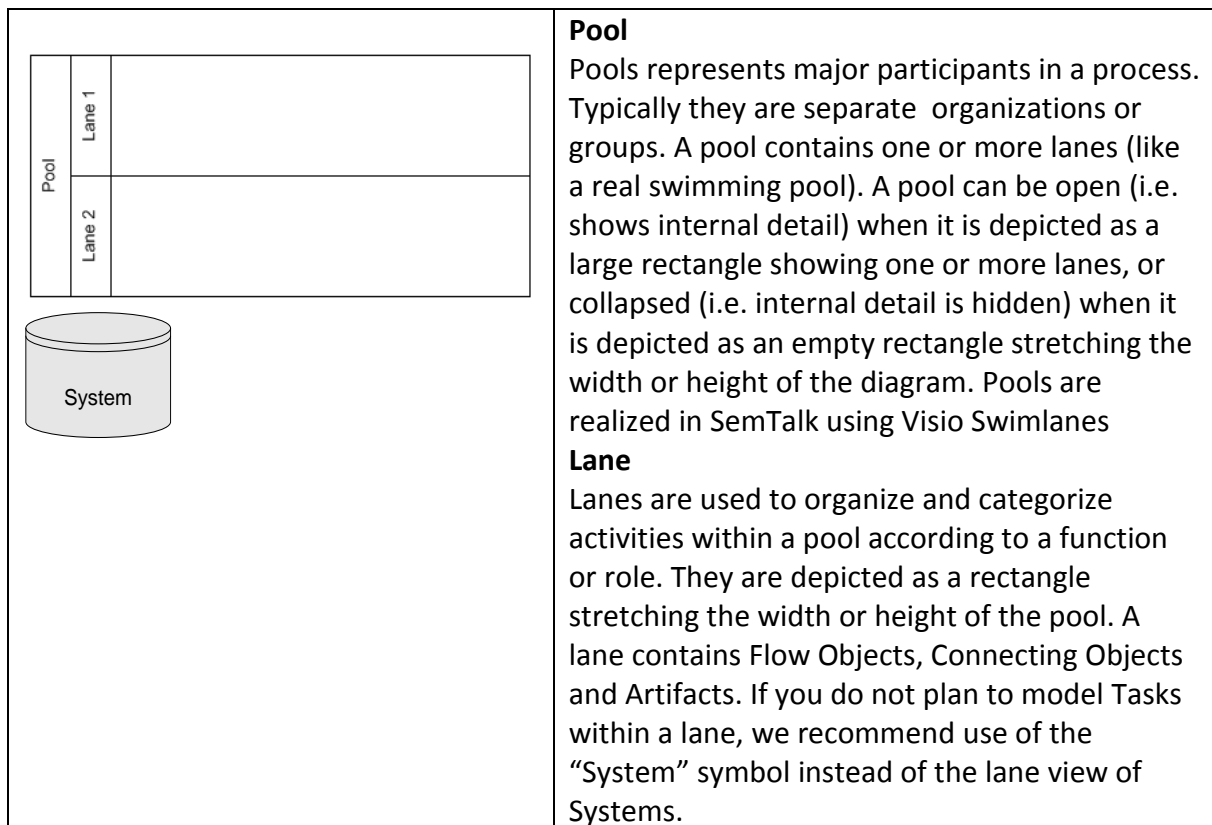 Pool
Lane 1
Lane 2
System
Pool
Pools represents major participants in a process.
Typically they are separate  organizations or
groups. A pool contains one or more lanes (like
a real swimming pool). A pool can be open (i.e.
shows internal detail) when it is depicted as a
large rectangle showing one or more lanes, or
collapsed (i.e. internal detail is hidden) when it
is depicted as an empty rectangle stretching the
width or height of the diagram. Pools are
realized in SemTalk using Visio Swimlanes
Lane
Lanes are used to organize and categorize
activities within a pool according to a function
or role. They are depicted as a rectangle
stretching the width or height of the pool. A
lane contains Flow Objects, Connecting Objects
and Artifacts. If you do not plan to model Tasks
within a lane, we recommend use of the
“System” symbol instead of the lane view of
Systems.